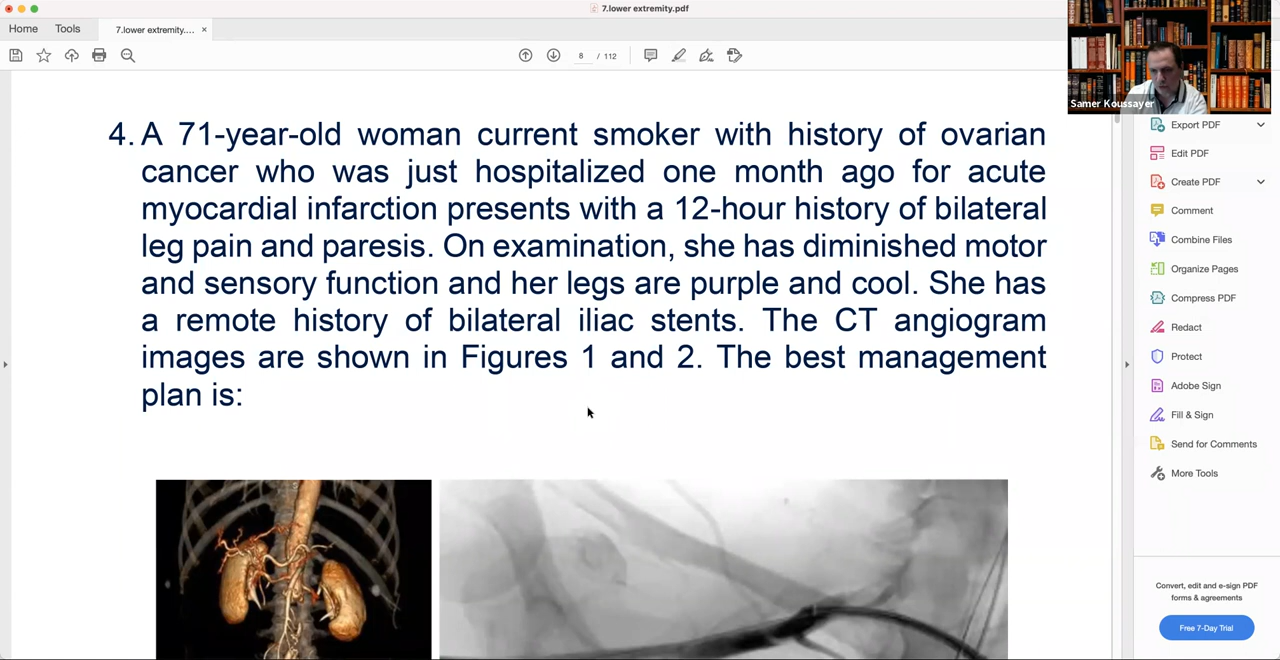 7.lower extremity.pdf
Home
Tools
7.lower extremity....
8 / 112
Samer Koussayer
4. A 71-year-old woman current smoker with history of ovarian
cancer who was just hospitalized one month ago for acute
myocardial infarction presents with a 12-hour history of bilateral
leg pain and paresis. On examination, she has diminished motor
and sensory function and her legs are purple and cool. She has
a remote history of bilateral iliac stents. The CT angiogram
images are shown in Figures 1 and 2. The best management
plan is:
Export PDF
Edit PDF
Create PDF
Comment
Combine Files
Organize Pages
Compress PDF
Redact
Protect
Adobe Sign
Fill & Sign
Send for Comments
More Tools
Convert, edit and e-sign PDF
forms & agreements
Free 7-Day Trial